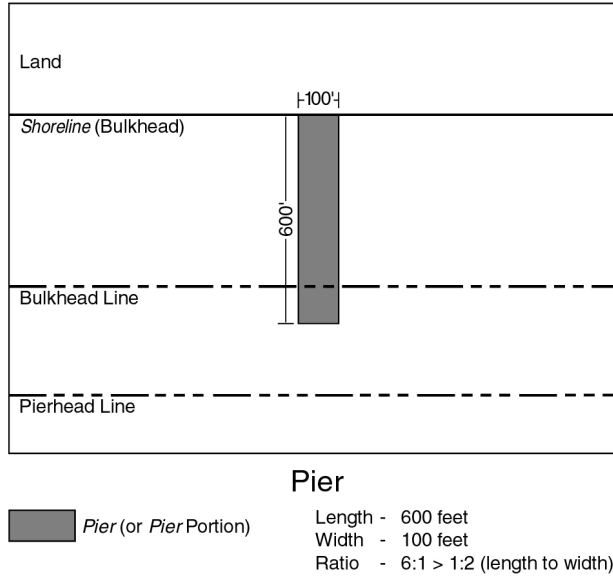 Land
100'
Shoreline (Bulkhead)
600'
Bulkhead Line
Pierhead Line
Pier
Pier (or Pier Portion)
Length - 600 feet
Width - 100 feet
Ratio - 6:1 > 1:2 (length to width)